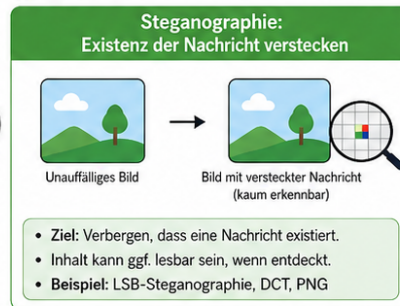 Steganographie:
Existenz der Nachricht verstecken
Unauffälliges Bild
Bild mit versteckter Nachricht
(kaum erkennbar)
• Ziel: Verbergen, dass eine Nachricht existiert.
• Inhalt kann ggf. lesbar sein, wenn entdeckt.
• Beispiel: LSB-Steganographie, DCT, PNG